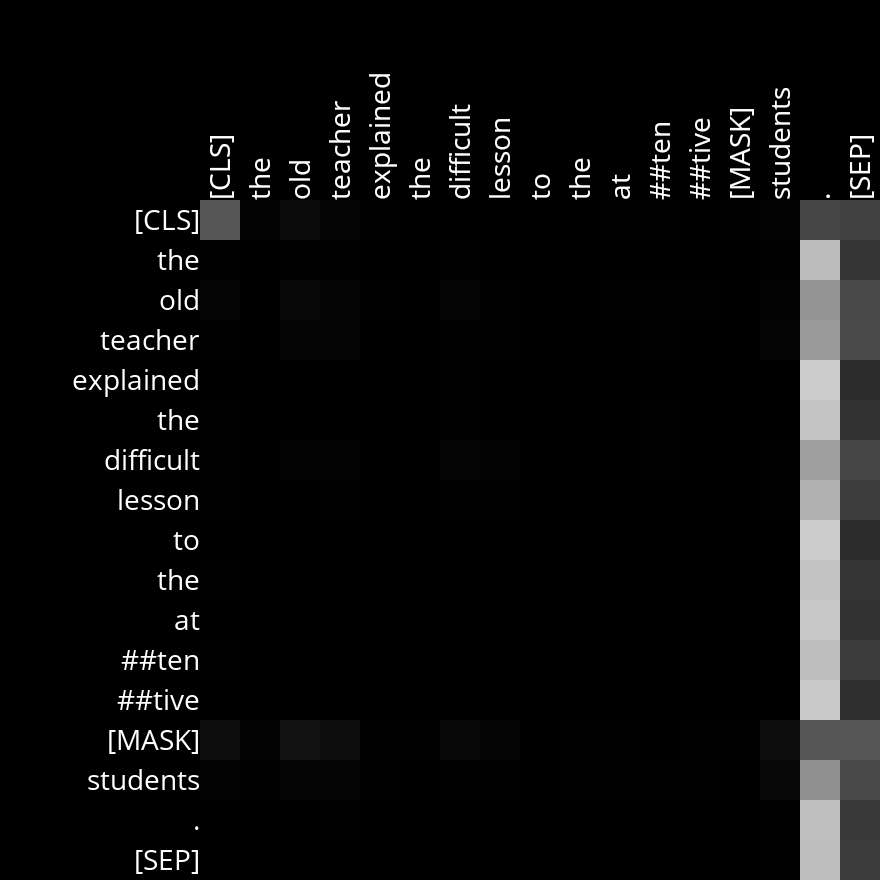 [CLS] the old teacher explained the difficult lesson to the at ##ten ##tive [MASK] students . [SEP]
[CLS]
the
old
teacher
explained
the
difficult
lesson
to
the
at
##ten
##tive
[MASK]
students
.
[SEP]